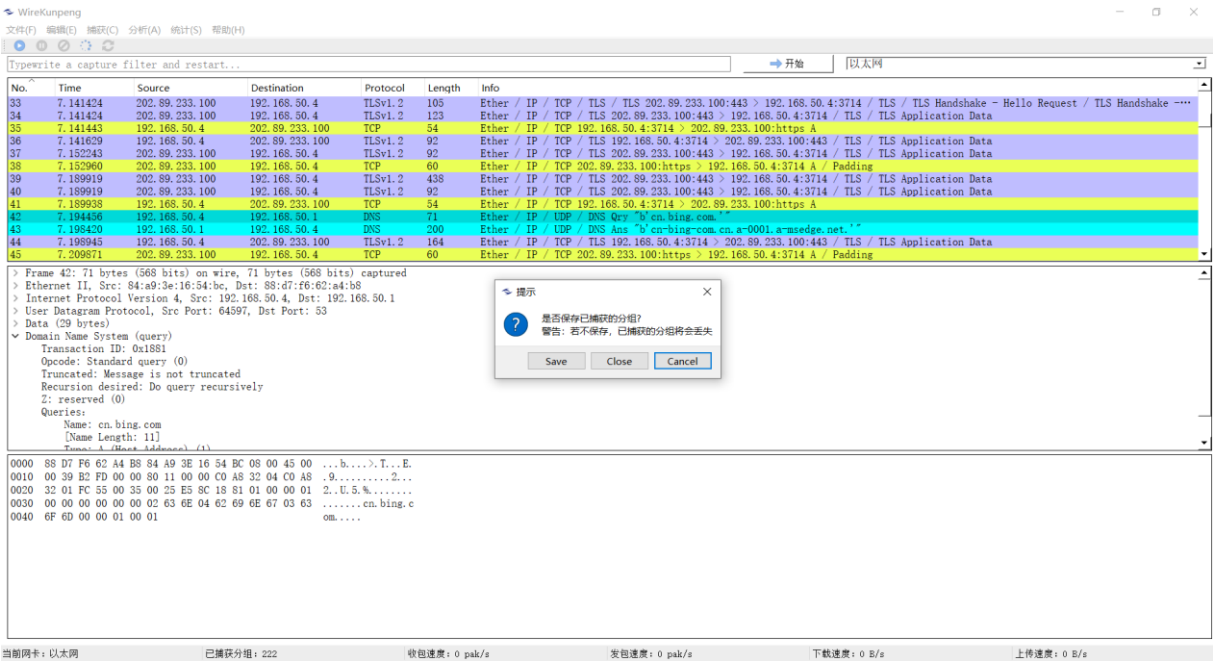 WireKunpeng
文件(F) 编辑(E) 捕获(C) 分析(A) 统计(S) 帮助(H)
Typewrite a capture filter and restart... 开始 以太网
No. Time Source Destination Protocol Length Info
33 7.141424 202.89.233.100 192.168.50.4 TLSv1.2 105 Ether / IP / TCP / TLS / TLS 202.89.233.100:443 > 192.168.50.4:3714 / TLS / TLS Handshake - Hello Request / TLS Handshake -···
34 7.141424 202.89.233.100 192.168.50.4 TLSv1.2 123 Ether / IP / TCP / TLS 202.89.233.100:443 > 192.168.50.4:3714 / TLS / TLS Application Data
35 7.141443 192.168.50.4 202.89.233.100 TCP 54 Ether / IP / TCP 192.168.50.4:3714 > 202.89.233.100:https A
36 7.141629 192.168.50.4 202.89.233.100 TLSv1.2 92 Ether / IP / TCP / TLS 192.168.50.4:3714 > 202.89.233.100:443 / TLS / TLS Application Data
37 7.152243 202.89.233.100 192.168.50.4 TLSv1.2 92 Ether / IP / TCP / TLS 202.89.233.100:443 > 192.168.50.4:3714 / TLS / TLS Application Data
38 7.152960 202.89.233.100 192.168.50.4 TCP 60 Ether / IP / TCP 202.89.233.100:https > 192.168.50.4:3714 A / Padding
39 7.189919 202.89.233.100 192.168.50.4 TLSv1.2 438 Ether / IP / TCP / TLS 202.89.233.100:443 > 192.168.50.4:3714 / TLS / TLS Application Data
40 7.189919 202.89.233.100 192.168.50.4 TLSv1.2 92 Ether / IP / TCP / TLS 202.89.233.100:443 > 192.168.50.4:3714 / TLS / TLS Application Data
41 7.189938 192.168.50.4 202.89.233.100 TCP 54 Ether / IP / TCP 192.168.50.4:3714 > 202.89.233.100:https A
42 7.194456 192.168.50.4 192.168.50.1 DNS 71 Ether / IP / UDP / DNS Qry "b'cn.bing.com.'"
43 7.198420 192.168.50.1 192.168.50.4 DNS 200 Ether / IP / UDP / DNS Ans "b'cn-bing-com.cn.a-0001.a-msedge.net.'"
44 7.198945 192.168.50.4 202.89.233.100 TLSv1.2 164 Ether / IP / TCP / TLS 192.168.50.4:3714 > 202.89.233.100:443 / TLS / TLS Application Data
45 7.209871 202.89.233.100 192.168.50.4 TCP 60 Ether / IP / TCP 202.89.233.100:https > 192.168.50.4:3714 A / Padding
> Frame 42: 71 bytes (568 bits) on wire, 71 bytes (568 bits) captured
> Ethernet II, Src: 84:a9:3e:16:54:bc, Dst: 88:d7:f6:62:a4:b8
> Internet Protocol Version 4, Src: 192.168.50.4, Dst: 192.168.50.1
> User Datagram Protocol, Src Port: 64597, Dst Port: 53
> Data (29 bytes)
Domain Name System (query)
Transaction ID: 0x1881
Opcode: Standard query (0)
Truncated: Message is not truncated
Recursion desired: Do query recursively
Z: reserved (0)
Queries:
Name: cn.bing.com
[Name Length: 11]
Type: A (Host Address) (1)
提示
是否保存已捕获的分组?
警告: 若不保存, 已捕获的分组将会丢失
Save Close Cancel
0000 88 D7 F6 62 A4 B8 84 A9 3E 16 54 BC 08 00 45 00 ...b....>.T...E.
0010 00 39 B2 FD 00 00 80 11 00 00 C0 A8 32 04 C0 A8 .9..........2...
0020 32 01 FC 55 00 35 00 25 E5 8C 18 81 01 00 00 01 2..U.5.%........
0030 00 00 00 00 00 00 02 63 6E 04 62 69 6E 67 03 63 .......cn.bing.c
0040 6F 6D 00 00 01 00 01 om.....
当前网卡: 以太网 已捕获分组: 222 收包速度: 0 pak/s 发包速度: 0 pak/s 下载速度: 0 B/s 上传速度: 0 B/s